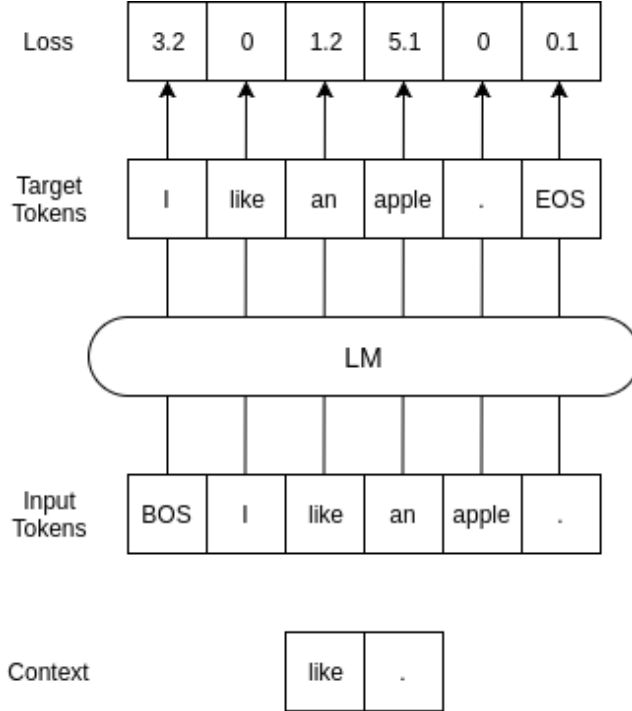 Loss 3.2 0 1.2 5.1 0 0.1
Target
Tokens
I like an apple . EOS
LM
Input
Tokens
BOS I like an apple .
Context like .